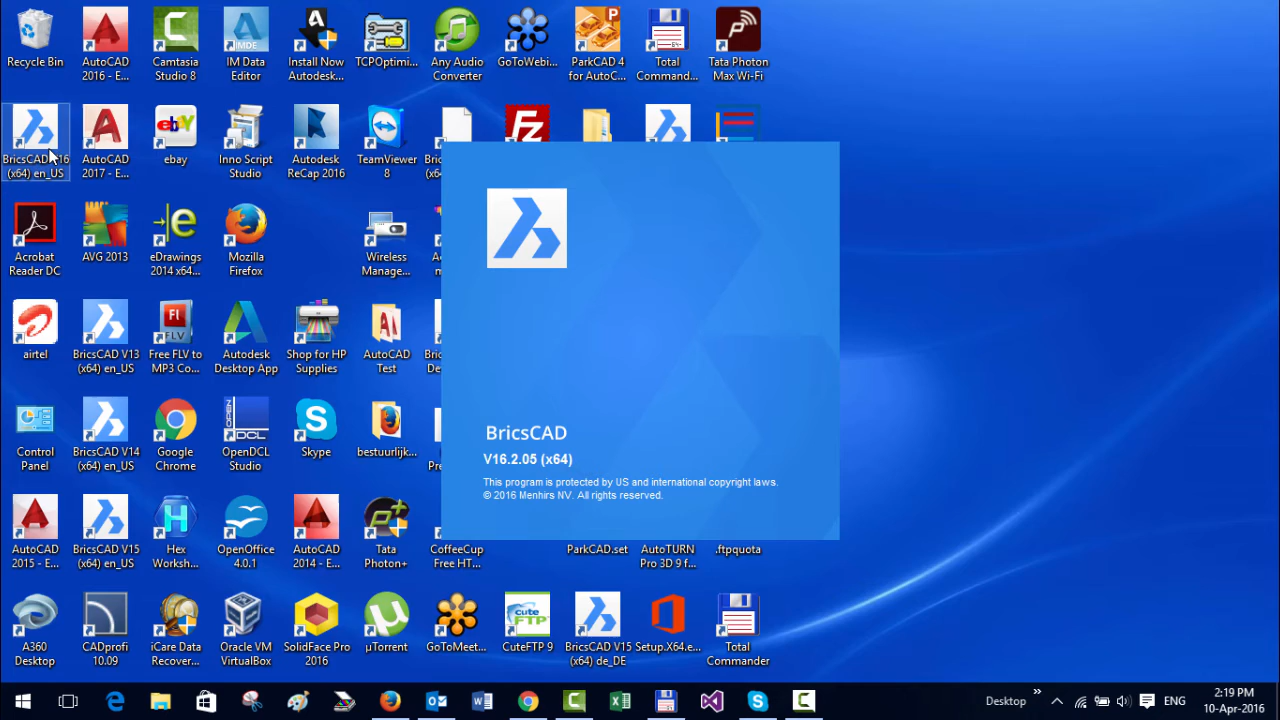 Recycle Bin
AutoCAD 2016 - E...
Camtasia Studio 8
IM Data Editor
Install Now Autodesk...
TCPOptimi...
Any Audio Converter
GoToWebi...
ParkCAD 4 for AutoC...
Total Command...
Tata Photon Max Wi-Fi
(x64) en_US
AutoCAD 2017 - E...
ebay
Inno Script Studio
Autodesk ReCap 2016
TeamViewer 8
Acrobat Reader DC
AVG 2013
eDrawings 2014 x64...
Mozilla Firefox
Wireless Manage...
airtel
BricsCAD V13 (x64) en_US
Free FLV to MP3 Co...
Autodesk Desktop App
Shop for HP Supplies
AutoCAD Test
BricsCAD
V16.2.05 (x64)
This program is protected by US and international copyright laws.
© 2016 Menhirs NV. All rights reserved.
Control Panel
BricsCAD V14 (x64) en_US
Google Chrome
OpenDCL Studio
Skype
bestuurlijk...
AutoCAD 2015 - E...
BricsCAD V15 (x64) en_US
Hex Worksh...
OpenOffice 4.0.1
AutoCAD 2014 - E...
Tata Photon+
CoffeeCup Free HT...
ParkCAD.set
AutoTURN Pro 3D 9 f...
.ftpquota
A360 Desktop
CADprofi 10.09
iCare Data Recover...
Oracle VM VirtualBox
SolidFace Pro 2016
µTorrent
GoToMeet...
CuteFTP 9
BricsCAD V15 (x64) de_DE
Setup.X64.e...
Total Commander
Desktop
ENG
2:19 PM
10-Apr-2016